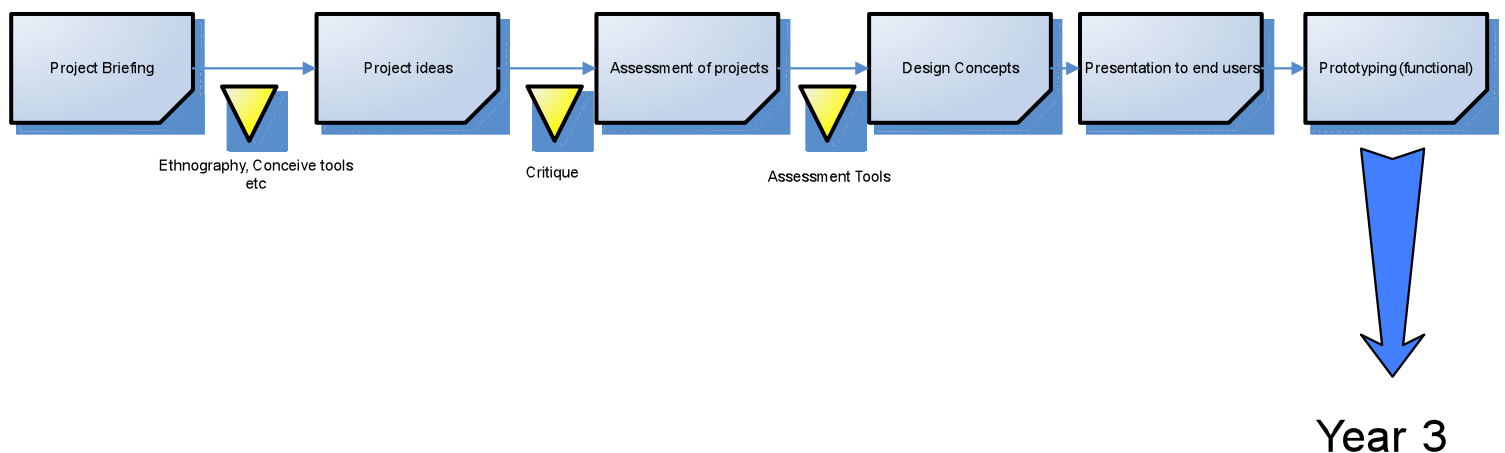 Project Briefing
Project ideas
Assessment of projects
Design Concepts
Presentation to end users
Prototyping (functional)
Ethnography, Conceive tools
etc
Critique
Assessment Tools
Year 3